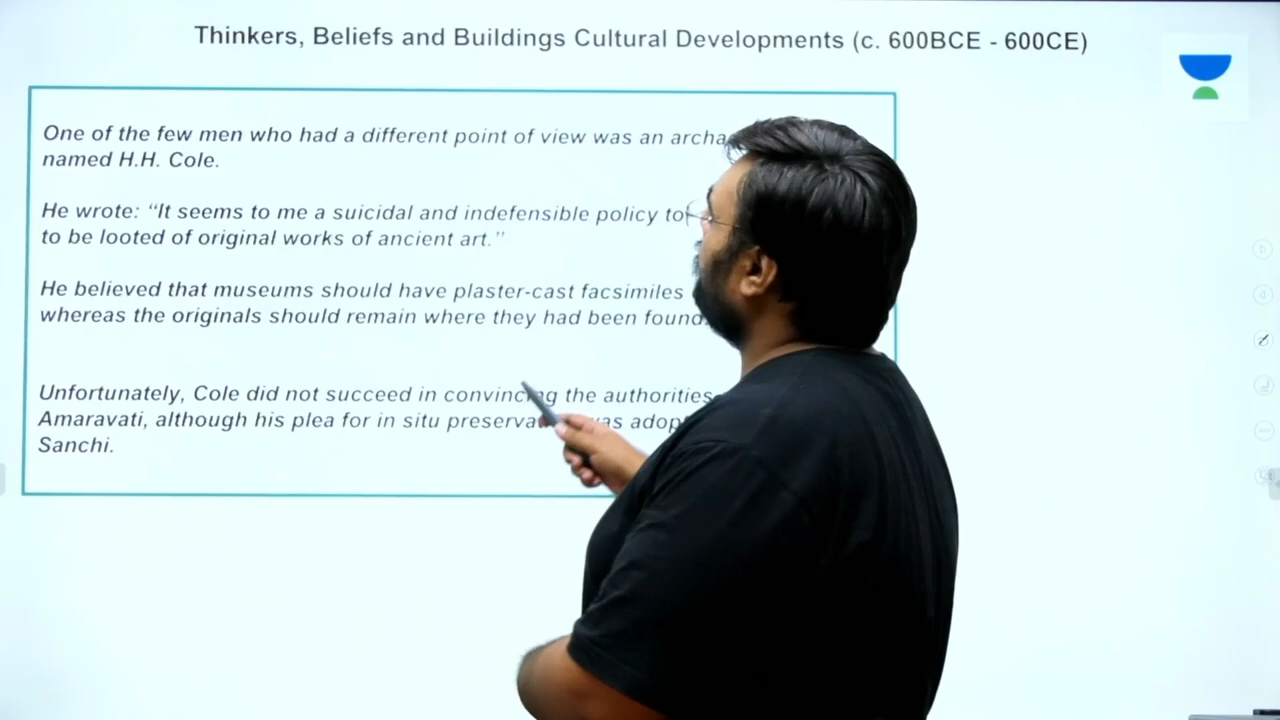 Thinkers, Beliefs and Buildings Cultural Developments (c. 600BCE - 600CE)
One of the few men who had a different point of view was an
named H.H. Cole.
He wrote: “It seems to me a suicidal and indefensible policy to
to be looted of original works of ancient art.”
He believed that museums should have plaster-cast facsimiles
whereas the originals should remain where they had been found.
Unfortunately, Cole did not succeed in convincing the authorities
Amaravati, although his plea for in situ was
Sanchi.